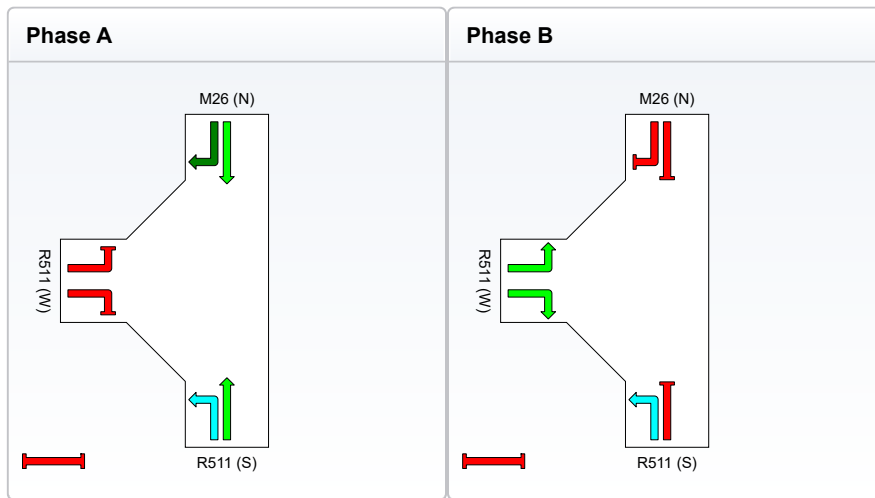 Phase A
M26 (N)
R511 (W)
R511 (S)
Phase B
M26 (N)
R511 (W)
R511 (S)